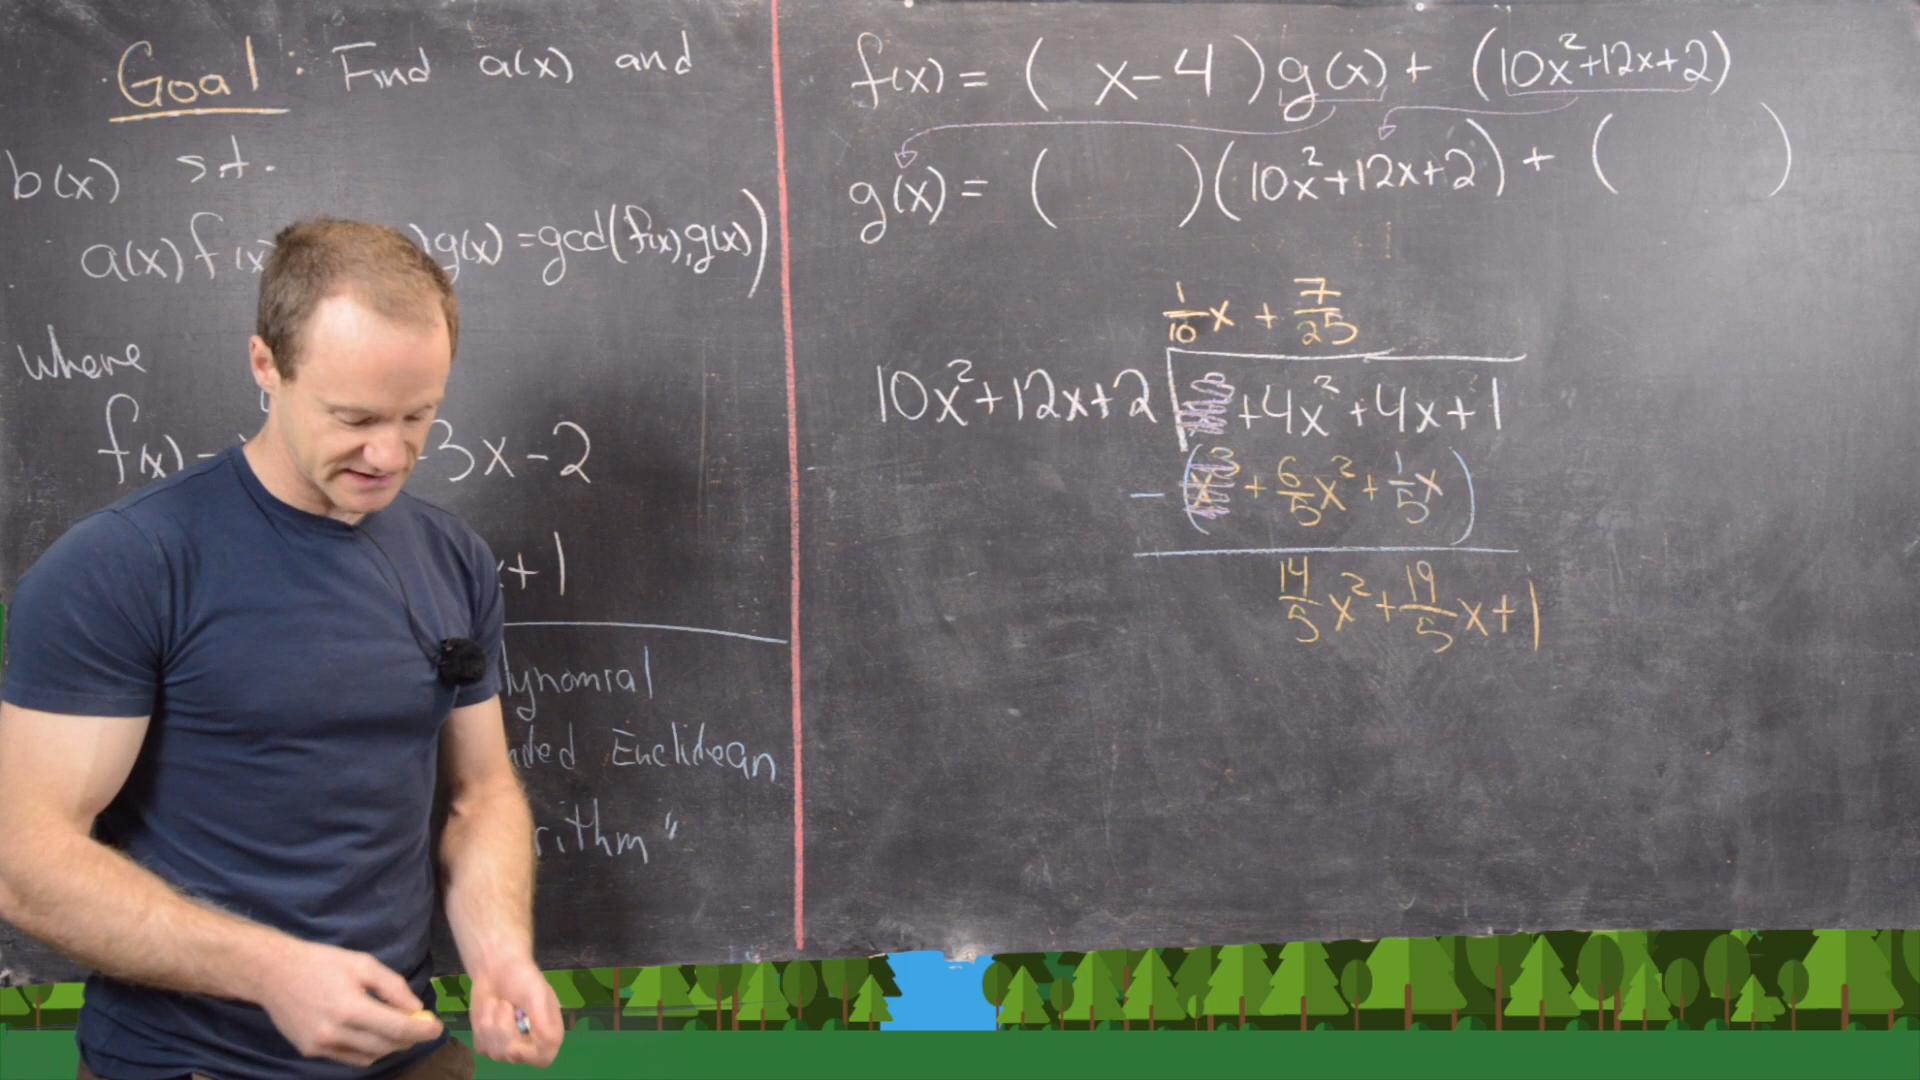 Goal: Find a(x) and
b(x) st.
a(x)f(x )g(x) = gcd(f(x),g(x))
where
f(x) 3x-2
+1
lynomial
nded Euclidean
rithm"
f(x) = ( x-4 )g(x) + (10x²+12x+2)
g(x) = ( )(10x²+12x+2) + ( )
1/10 x + 7/25
10x²+12x+2 +4x²+4x+1
- (x³ + 6/5 x² + 1/5 x)
14/5 x² + 19/5 x + 1